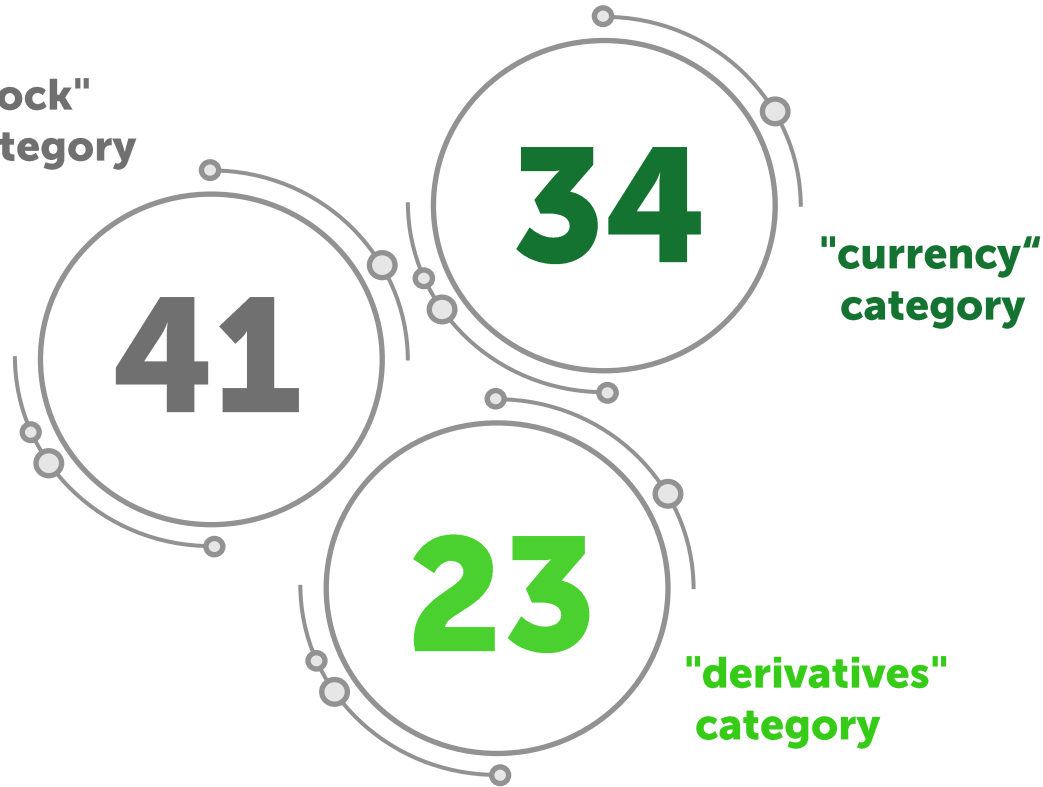 ock"
tegory
34
"currency“
category
41
23
"derivatives"
category